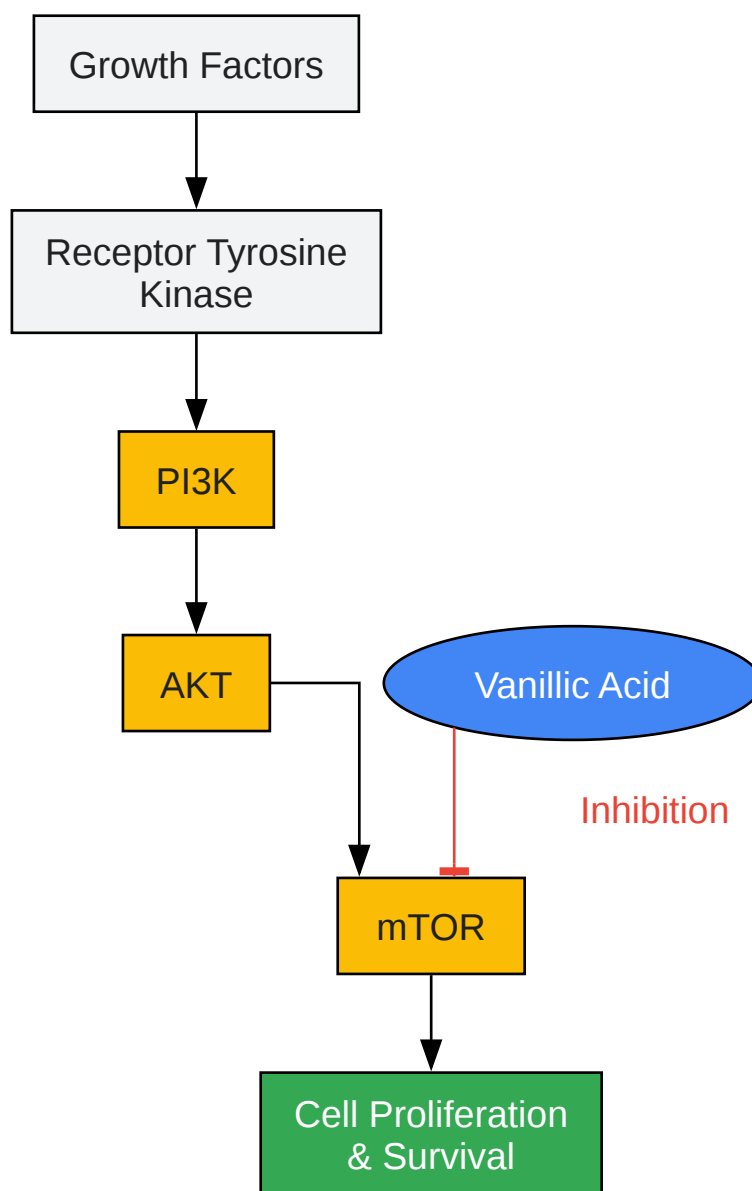 Growth Factors
Receptor Tyrosine
Kinase
PI3K
AKT
Vanillic Acid
Inhibition
mTOR
Cell Proliferation
& Survival